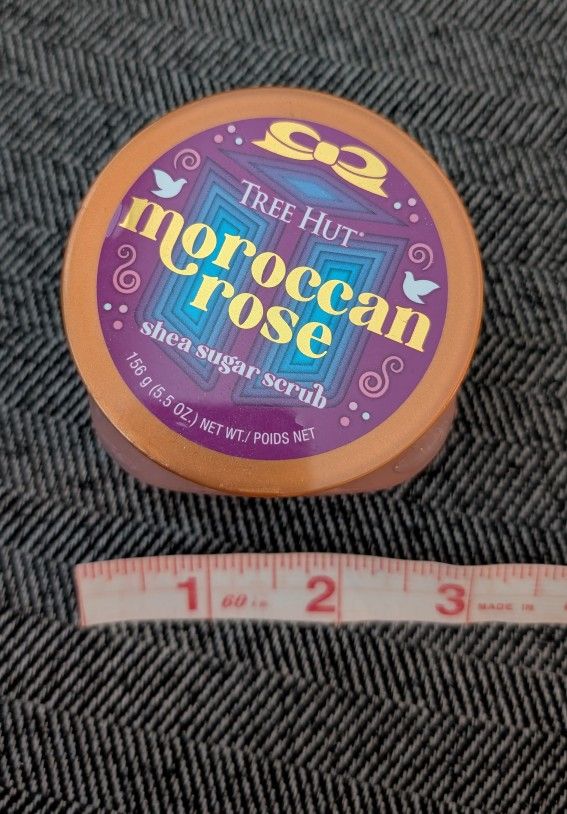 TREE HUT®
moroccan
rose
shea sugar scrub
156 g (5.5 OZ.) NET WT./ POIDS NET
1 60 in 2 3 MADE IN